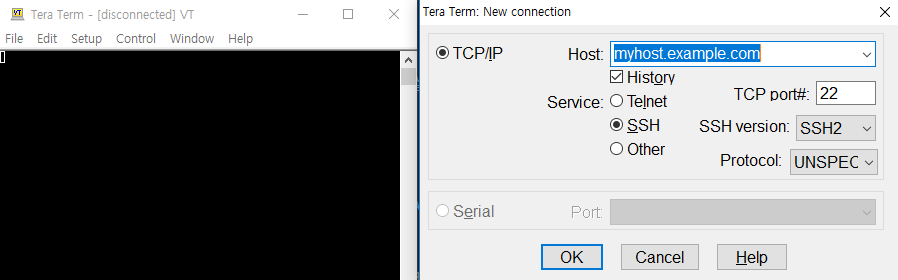 VT Tera Term - [disconnected] VT
File Edit Setup Control Window Help
Tera Term: New connection
TCP/IP Host: myhost.example.com
History
Service: Telnet TCP port#: 22
SSH SSH version: SSH2
Other Protocol: UNSPEC
Serial Port:
OK Cancel Help